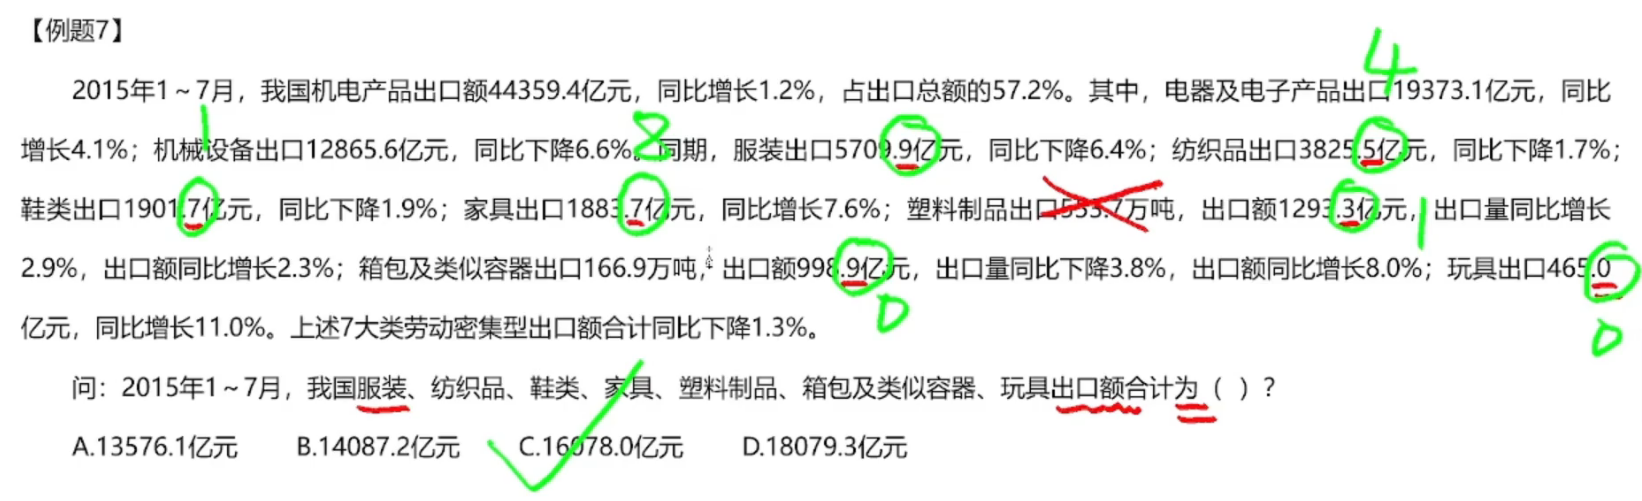 【例题7】
2015年1～7月，我国机电产品出口额44359.4亿元，同比增长1.2%，占出口总额的57.2%。其中，电器及电子产品出口19373.1亿元，同比
增长4.1%；机械设备出口12865.6亿元，同比下降6.6%。同期，服装出口5709.9亿元，同比下降6.4%；纺织品出口3825.5亿元，同比下降1.7%；
鞋类出口1901.7亿元，同比下降1.9%；家具出口1883.7亿元，同比增长7.6%；塑料制品出口553.7万吨，出口额1293.3亿元，出口量同比增长
2.9%，出口额同比增长2.3%；箱包及类似容器出口166.9万吨，出口额998.9亿元，出口量同比下降3.8%，出口额同比增长8.0%；玩具出口465.0
亿元，同比增长11.0%。上述7大类劳动密集型出口额合计同比下降1.3%。
问：2015年1～7月，我国服装、纺织品、鞋类、家具、塑料制品、箱包及类似容器、玩具出口额合计为（ ）？
A.13576.1亿元 B.14087.2亿元 C.16078.0亿元 D.18079.3亿元
4
1
8
1
0
0